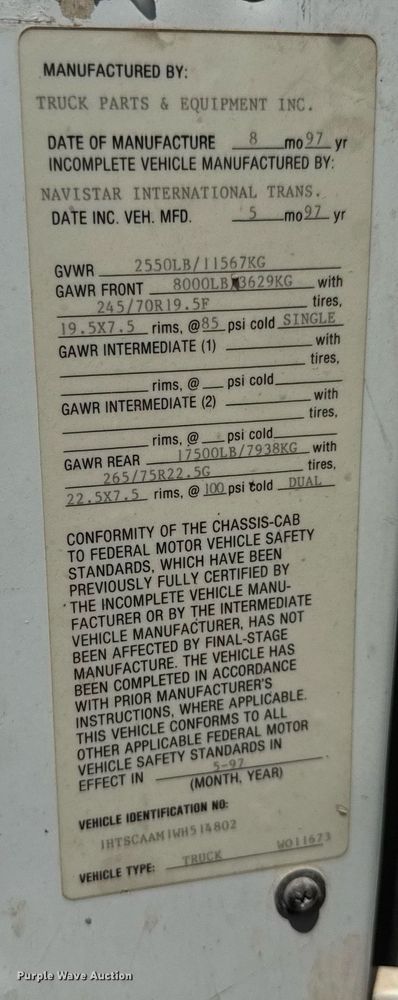 MANUFACTURED BY:
TRUCK PARTS & EQUIPMENT INC.
DATE OF MANUFACTURE 8 mo 97 yr
INCOMPLETE VEHICLE MANUFACTURED BY:
NAVISTAR INTERNATIONAL TRANS.
DATE INC. VEH. MFD. 5 mo 97 yr
GVWR 2550LB/11567KG
GAWR FRONT 8000LB 3629KG with
245/70R19.5F tires,
19.5X7.5 rims, @ 85 psi cold SINGLE
GAWR INTERMEDIATE (1) with
tires,
rims, @ psi cold
GAWR INTERMEDIATE (2) with
tires,
rims, @ psi cold
GAWR REAR 17500LB/7938KG with
265/75R22.5G tires,
22.5X7.5 rims, @ 100 psi cold DUAL
CONFORMITY OF THE CHASSIS-CAB
TO FEDERAL MOTOR VEHICLE SAFETY
STANDARDS, WHICH HAVE BEEN
PREVIOUSLY FULLY CERTIFIED BY
THE INCOMPLETE VEHICLE MANU-
FACTURER OR BY THE INTERMEDIATE
VEHICLE MANUFACTURER, HAS NOT
BEEN AFFECTED BY FINAL-STAGE
MANUFACTURE. THE VEHICLE HAS
BEEN COMPLETED IN ACCORDANCE
WITH PRIOR MANUFACTURER'S
INSTRUCTIONS, WHERE APPLICABLE.
THIS VEHICLE CONFORMS TO ALL
OTHER APPLICABLE FEDERAL MOTOR
VEHICLE SAFETY STANDARDS IN
EFFECT IN 5-97
(MONTH, YEAR)
VEHICLE IDENTIFICATION NO:
1HTSCAAM1WH514802
VEHICLE TYPE: TRUCK WO11673
Purple Wave Auction